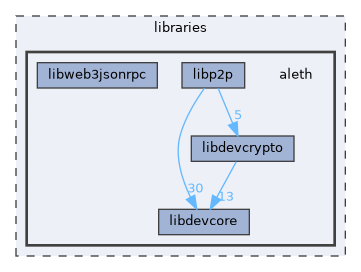 libraries
libweb3jsonrpc
libp2p
aleth
5
libdevcrypto
30
13
libdevcore